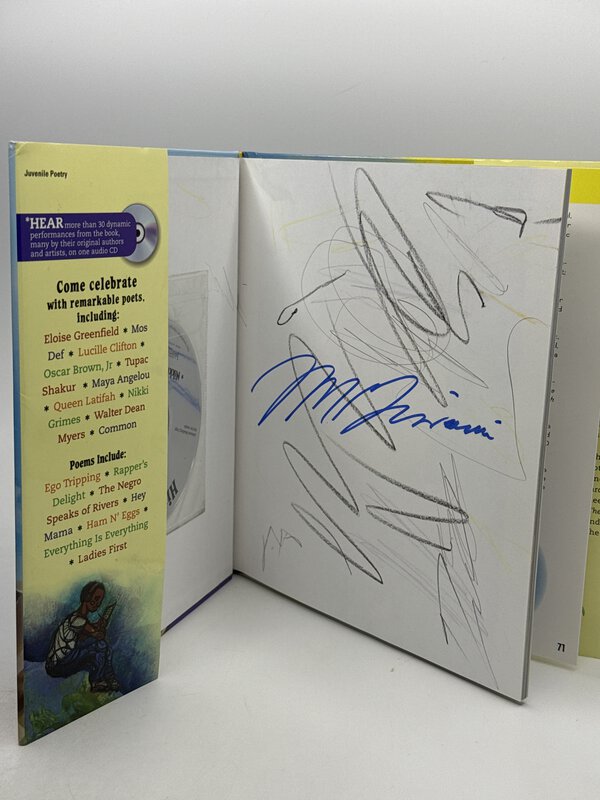 Juvenile Poetry
*HEAR more than 30 dynamic
performances from the book,
many by their original authors
and artists, on one audio CD
Come celebrate
with remarkable poets,
including:
Eloise Greenfield * Mos
Def * Lucille Clifton *
Oscar Brown, Jr * Tupac
Shakur * Maya Angelou
* Queen Latifah * Nikki
Grimes * Walter Dean
Myers * Common
Poems Include:
Ego Tripping * Rapper's
Delight * The Negro
Speaks of Rivers * Hey
Mama * Ham N' Eggs *
Everything Is Everything
* Ladies First
71